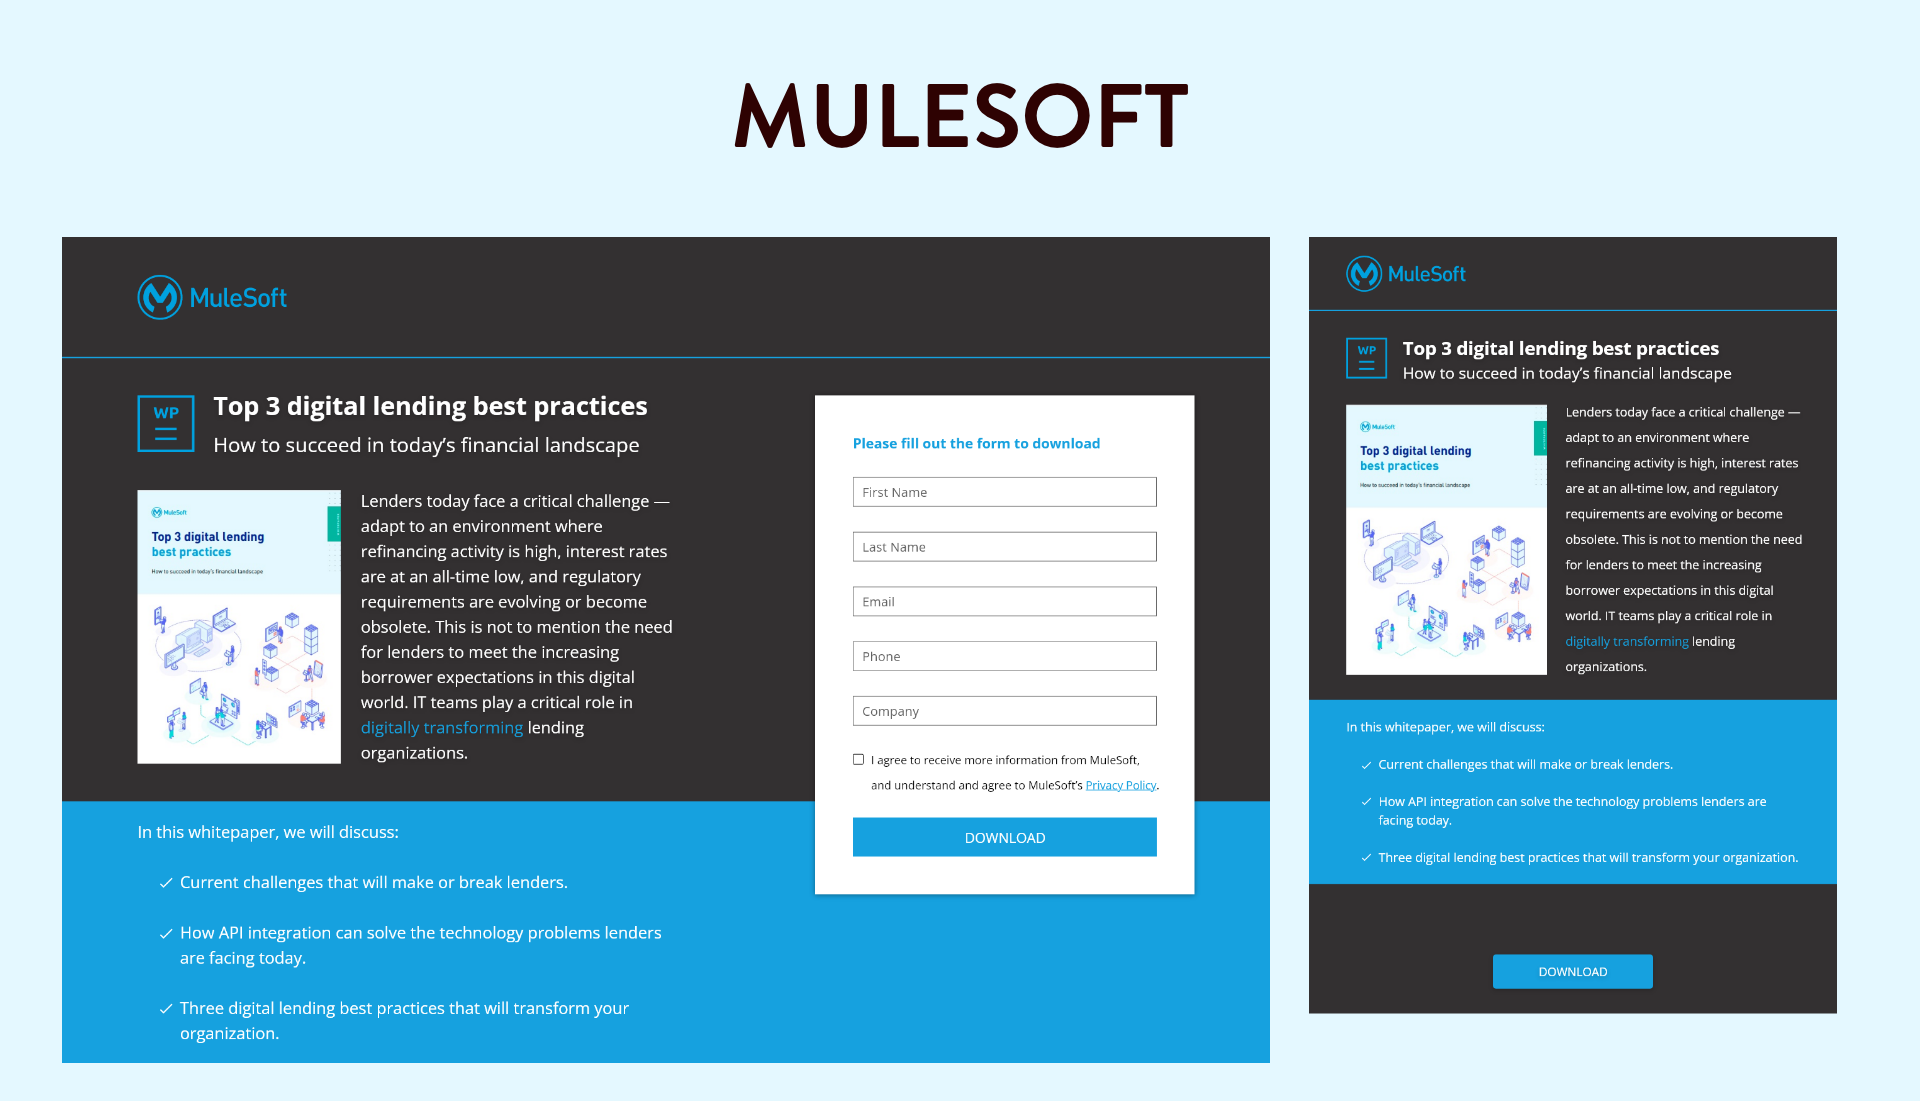 MULESOFT
MuleSoft
WP
Top 3 digital lending best practices
How to succeed in today's financial landscape
MuleSoft
Top 3 digital lending
best practices
How to succeed in today's financial landscape
Lenders today face a critical challenge —
adapt to an environment where
refinancing activity is high, interest rates
are at an all-time low, and regulatory
requirements are evolving or become
obsolete. This is not to mention the need
for lenders to meet the increasing
borrower expectations in this digital
world. IT teams play a critical role in
digitally transforming lending
organizations.
In this whitepaper, we will discuss:
Current challenges that will make or break lenders.
How API integration can solve the technology problems lenders
are facing today.
Three digital lending best practices that will transform your
organization.
Please fill out the form to download
First Name
Last Name
Email
Phone
Company
I agree to receive more information from MuleSoft,
and understand and agree to MuleSoft's Privacy Policy.
DOWNLOAD
MuleSoft
WP
Top 3 digital lending best practices
How to succeed in today's financial landscape
MuleSoft
Top 3 digital lending
best practices
How to succeed in today's financial landscape
Lenders today face a critical challenge —
adapt to an environment where
refinancing activity is high, interest rates
are at an all-time low, and regulatory
requirements are evolving or become
obsolete. This is not to mention the need
for lenders to meet the increasing
borrower expectations in this digital
world. IT teams play a critical role in
digitally transforming lending
organizations.
In this whitepaper, we will discuss:
Current challenges that will make or break lenders.
How API integration can solve the technology problems lenders are
facing today.
Three digital lending best practices that will transform your organization.
DOWNLOAD